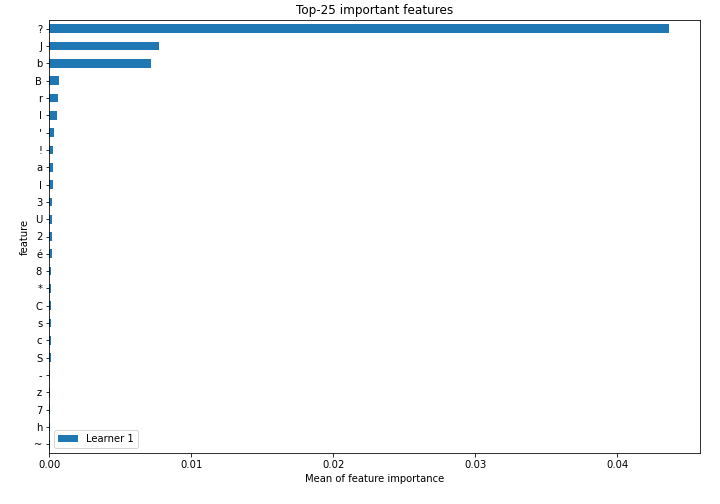 Top-25 important features
?
J
b
B
r
l
'
!
a
I
3
U
2
é
8
*
C
s
c
S
-
z
7
h
~
feature
Learner 1
0.00 0.01 0.02 0.03 0.04
Mean of feature importance